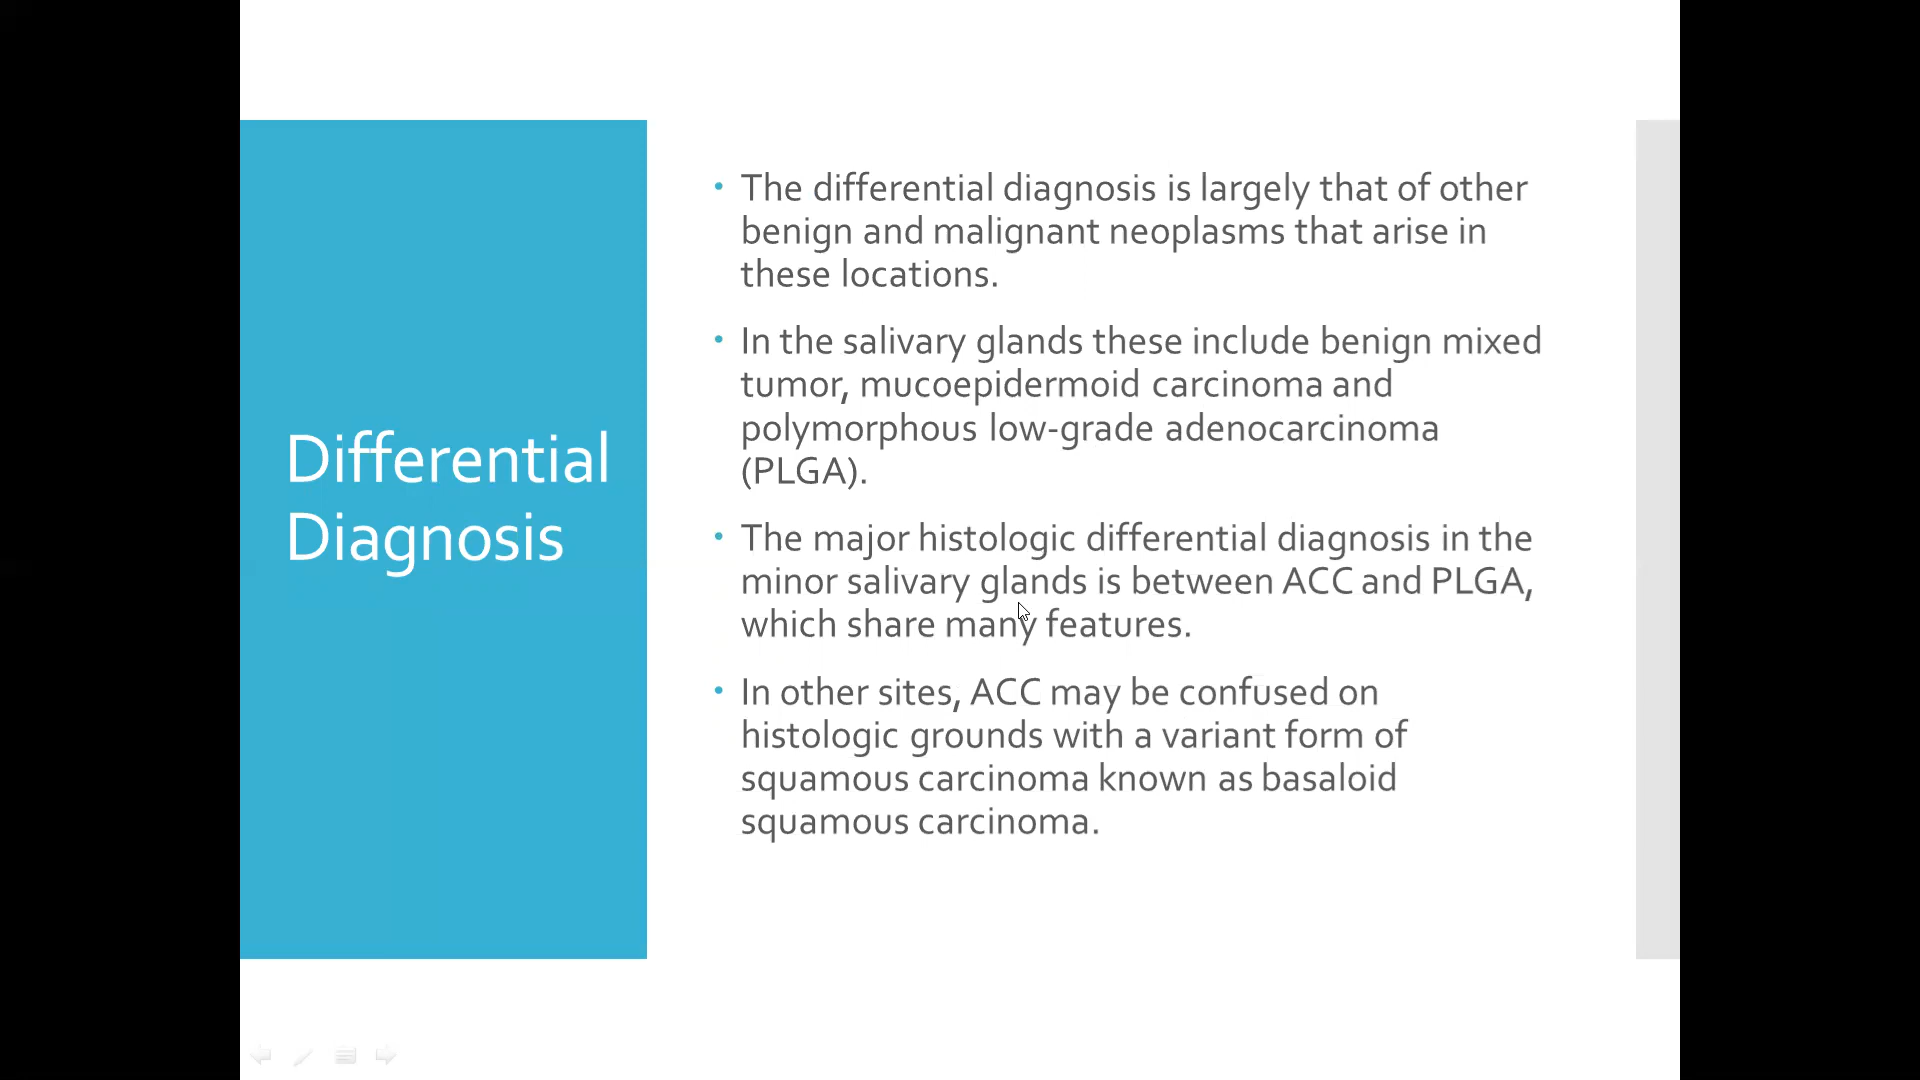 Differential
Diagnosis
• The differential diagnosis is largely that of other
benign and malignant neoplasms that arise in
these locations.
• In the salivary glands these include benign mixed
tumor, mucoepidermoid carcinoma and
polymorphous low-grade adenocarcinoma
(PLGA).
• The major histologic differential diagnosis in the
minor salivary glands is between ACC and PLGA,
which share many features.
• In other sites, ACC may be confused on
histologic grounds with a variant form of
squamous carcinoma known as basaloid
squamous carcinoma.